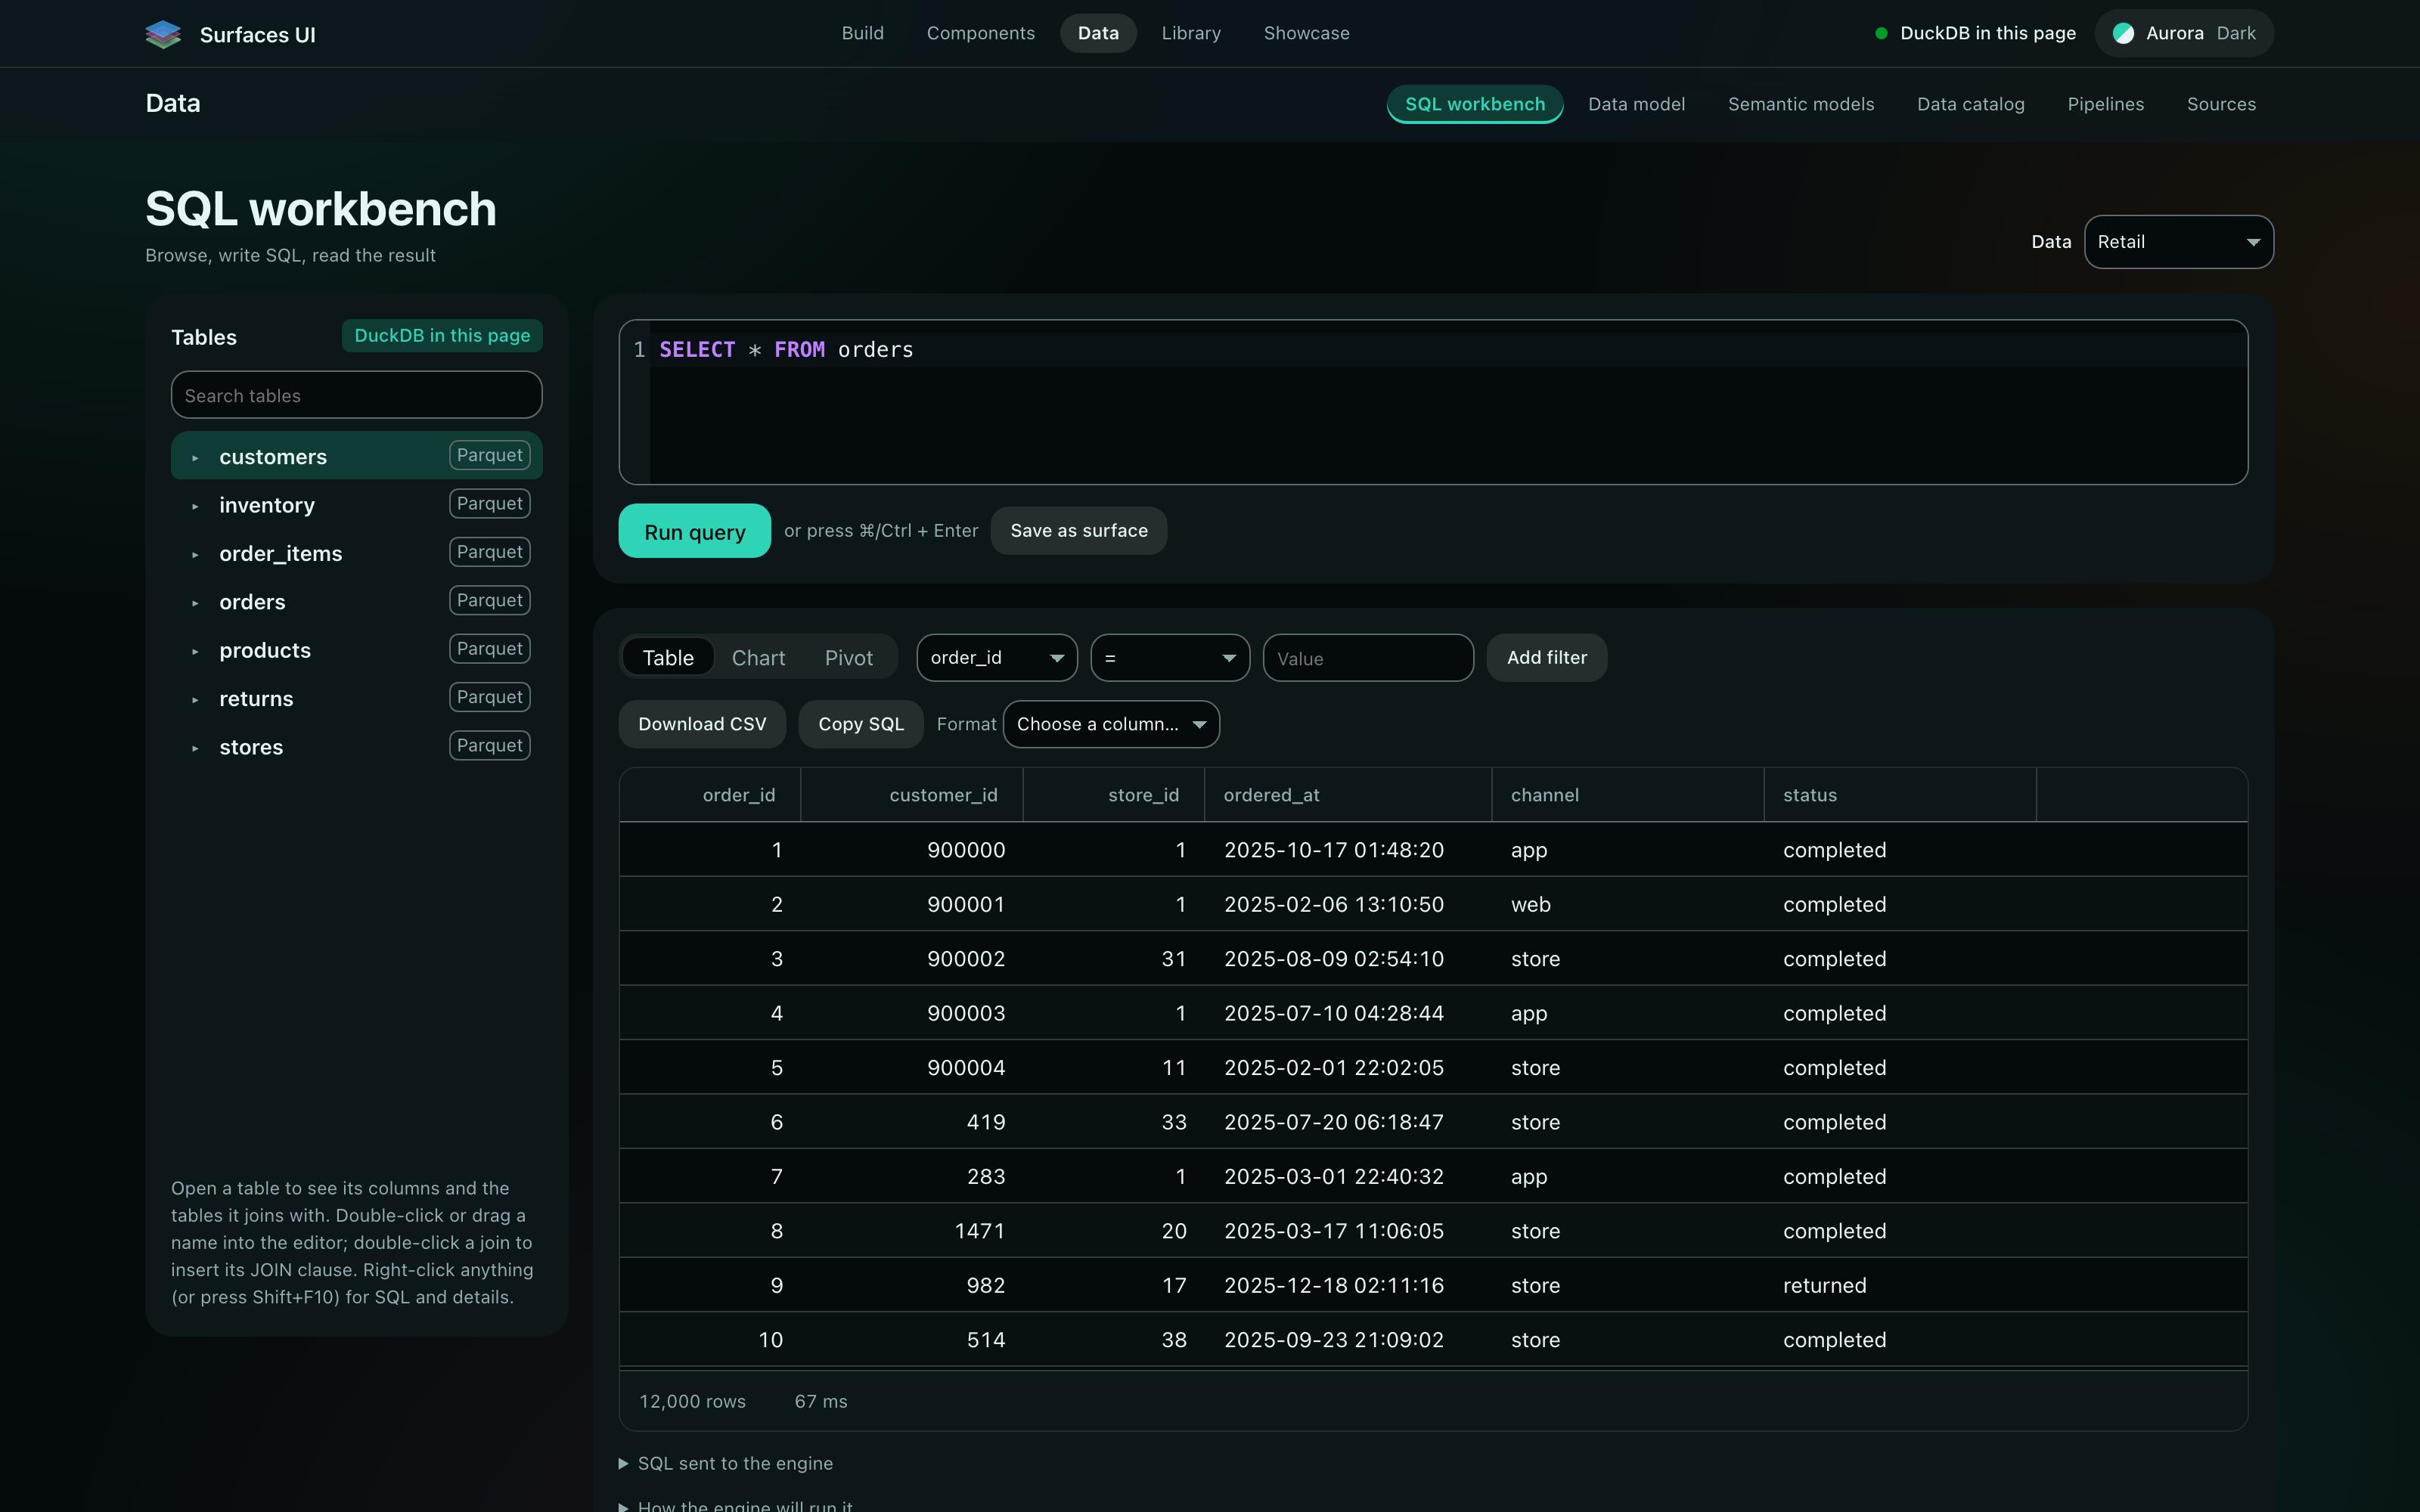 Surfaces UI
Build Components Data Library Showcase
DuckDB in this page
Aurora Dark
Data
SQL workbench Data model Semantic models Data catalog Pipelines Sources
SQL workbench
Browse, write SQL, read the result
Data Retail
Tables DuckDB in this page
Search tables
customers Parquet
inventory Parquet
order_items Parquet
orders Parquet
products Parquet
returns Parquet
stores Parquet
Open a table to see its columns and the
tables it joins with. Double-click or drag a
name into the editor; double-click a join to
insert its JOIN clause. Right-click anything
(or press Shift+F10) for SQL and details.
1 SELECT * FROM orders
Run query or press ⌘/Ctrl + Enter Save as surface
Table Chart Pivot order_id = Value Add filter
Download CSV Copy SQL Format Choose a column...
order_id customer_id store_id ordered_at channel status
1 900000 1 2025-10-17 01:48:20 app completed
2 900001 1 2025-02-06 13:10:50 web completed
3 900002 31 2025-08-09 02:54:10 store completed
4 900003 1 2025-07-10 04:28:44 app completed
5 900004 11 2025-02-01 22:02:05 store completed
6 419 33 2025-07-20 06:18:47 store completed
7 283 1 2025-03-01 22:40:32 app completed
8 1471 20 2025-03-17 11:06:05 store completed
9 982 17 2025-12-18 02:11:16 store returned
10 514 38 2025-09-23 21:09:02 store completed
12,000 rows 67 ms
SQL sent to the engine
How the engine will run it